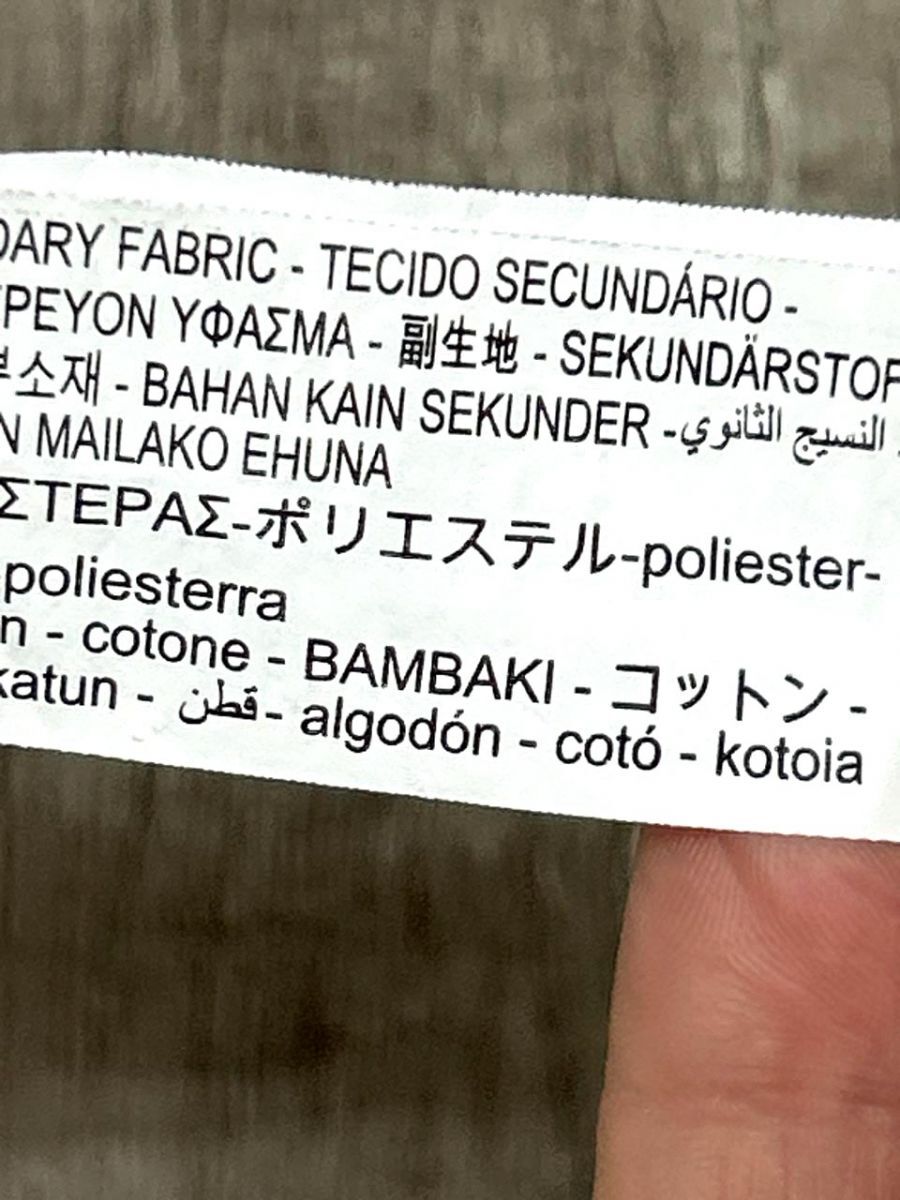 DARY FABRIC - TECIDO SECUNDÁRIO -
ΡΕΥΟΝ ΥΦΑΣΜΑ - 副生地 - SEKUNDÄRSTOF
부소재 - BAHAN KAIN SEKUNDER - النسيج الثانوي
N MAILAKO EHUNA
ΣΤΕΡΑΣ-ポリエステル-poliester-
-poliesterra
n - cotone - BAMBAKI - コットン -
katun - قطن - algodón - cotó - kotoia